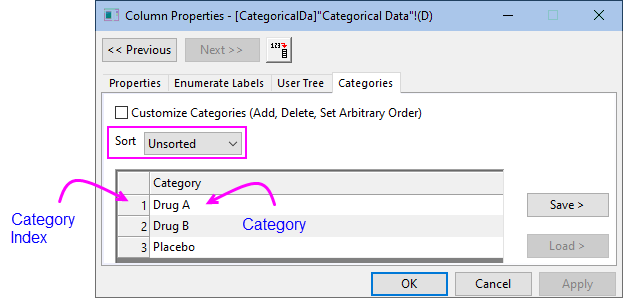 Column Properties - [CategoricalDa]"Categorical Data"!(D)
<< Previous Next >> 123
Properties Enumerate Labels User Tree Categories
Customize Categories (Add, Delete, Set Arbitrary Order)
Sort Unsorted
Category
1 Drug A
2 Drug B
3 Placebo
Category
Index
Category
Save >
Load >
OK Cancel Apply